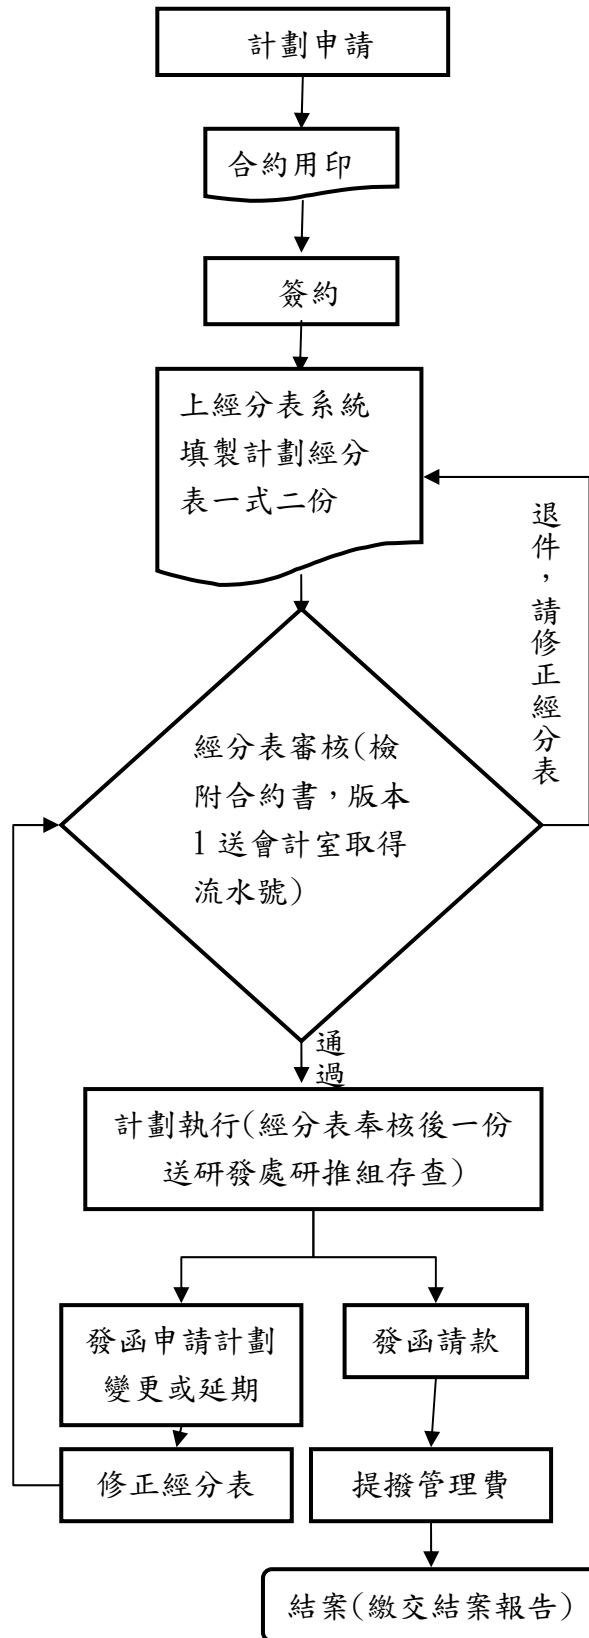 計劃申請
合約用印
簽約
上經分表系統
填製計劃經分
表一式二份
退件，請修正經分表
經分表審核(檢
附合約書，版本
1 送會計室取得
流水號)
通過
計劃執行(經分表奉核後一份
送研發處研推組存查)
發函申請計劃
變更或延期
發函請款
修正經分表
提撥管理費
結案(繳交結案報告)